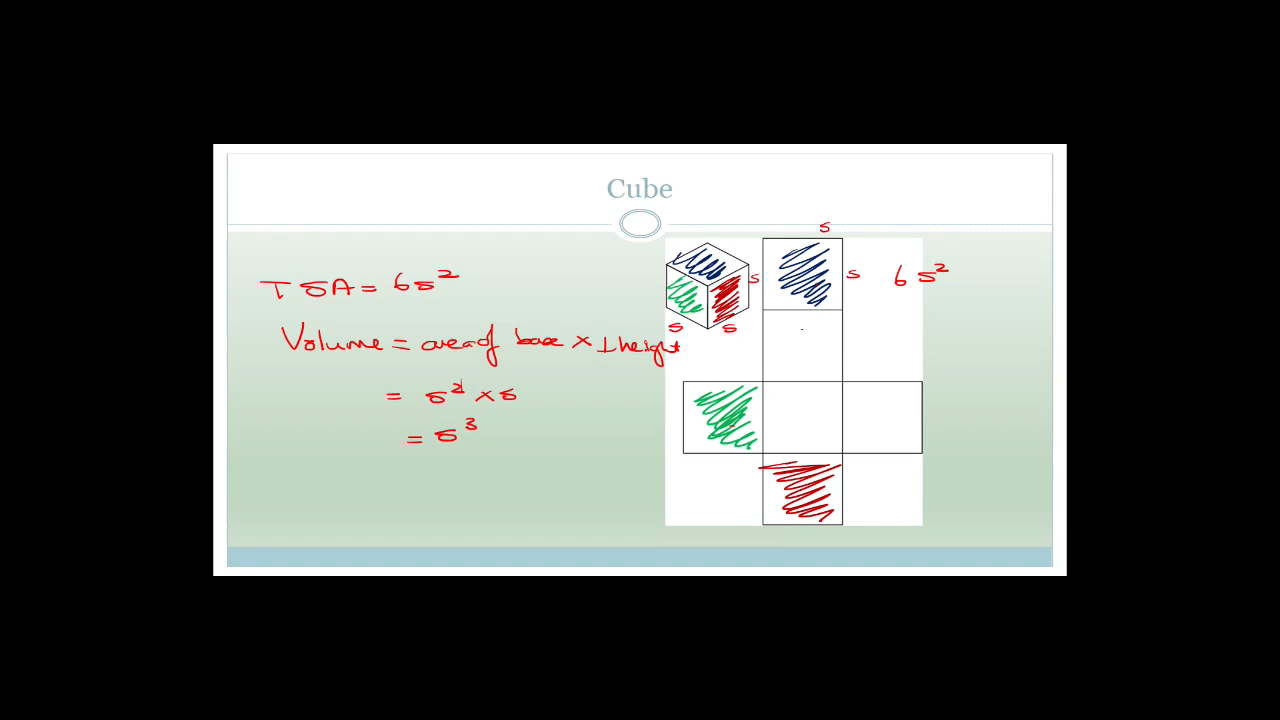 Cube
TSA = 6s²
Volume = area of base × ⊥ height
= s² × s
= s³
s
s
s
s
s
6s²